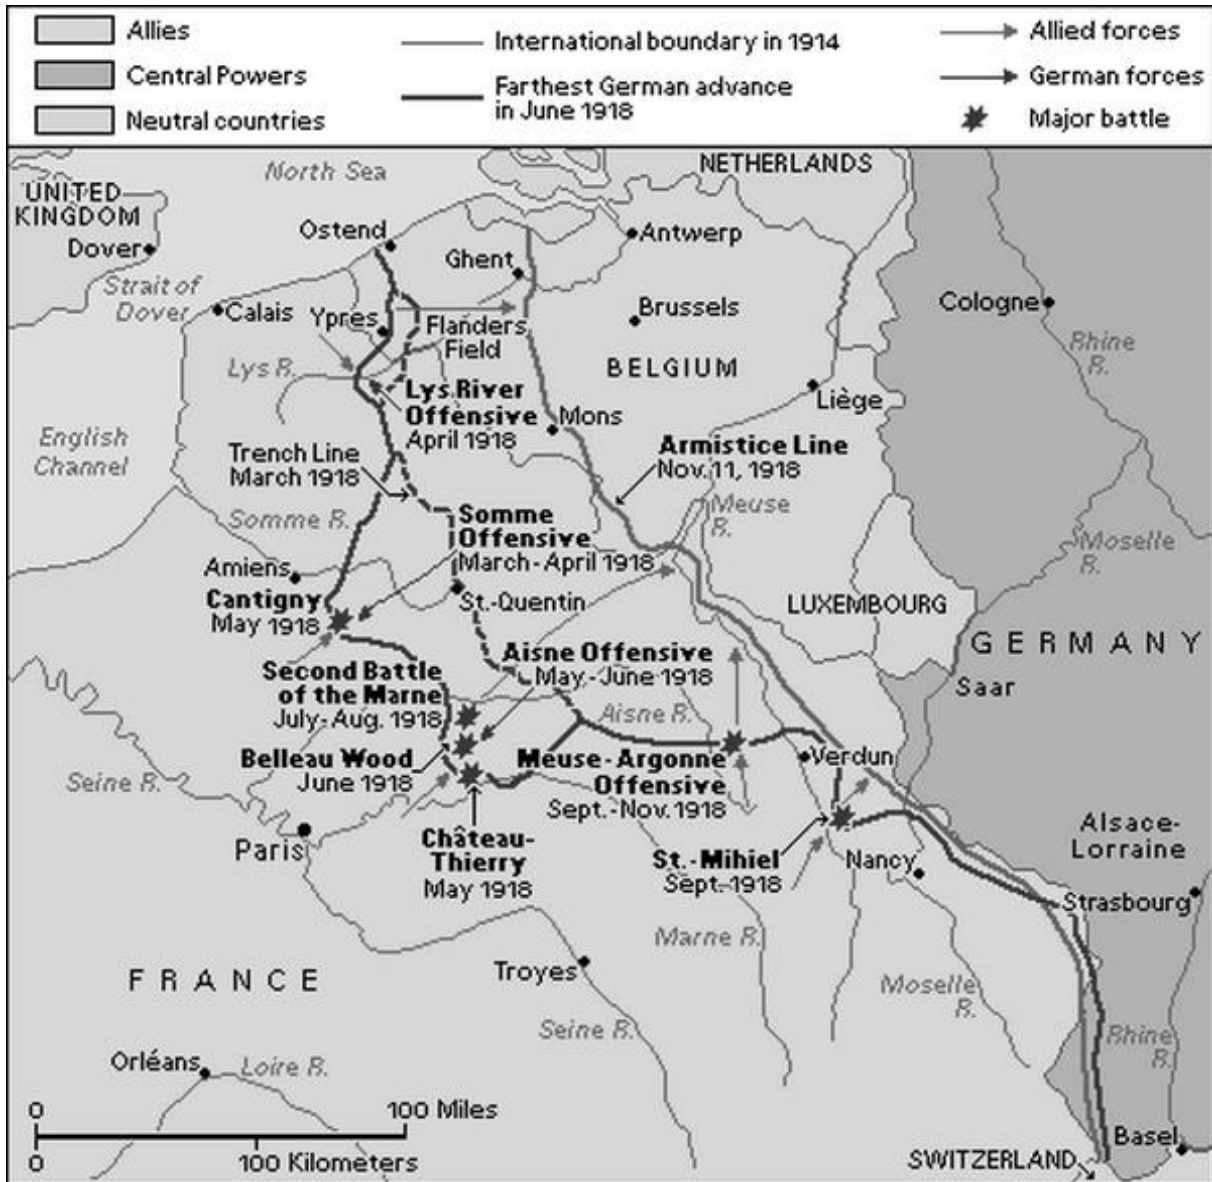 Allies
Central Powers
Neutral countries
International boundary in 1914
Farthest German advance
in June 1918
Allied forces
German forces
Major battle
North Sea
NETHERLANDS
UNITED
KINGDOM
Dover
Ostend
Antwerp
Ghent
Strait of
Dover
Calais
Ypres
Flanders
Field
Brussels
Cologne
Rhine
R.
Lys R.
BELGIUM
Lys River
Offensive
April 1918
Liège
Mons
English
Channel
Trench Line
March 1918
Armistice Line
Nov. 11, 1918
Meuse
R.
Somme R.
Somme
Offensive
March-April 1918
Moselle
R.
Amiens
Cantigny
May 1918
St.-Quentin
LUXEMBOURG
GERMANY
Second Battle
of the Marne
July-Aug. 1918
Aisne Offensive
May-June 1918
Saar
Aisne R.
Belleau Wood
June 1918
Meuse-Argonne
Offensive
Sept.-Nov. 1918
Verdun
Seine R.
Paris
Château-
Thierry
May 1918
St.-Mihiel
Sept. 1918
Nancy
Alsace-
Lorraine
Strasbourg
Marne R.
FRANCE
Troyes
Moselle
R.
Seine R.
Rhine
R.
Orléans
Loire R.
0 100 Miles
0 100 Kilometers
Basel
SWITZERLAND